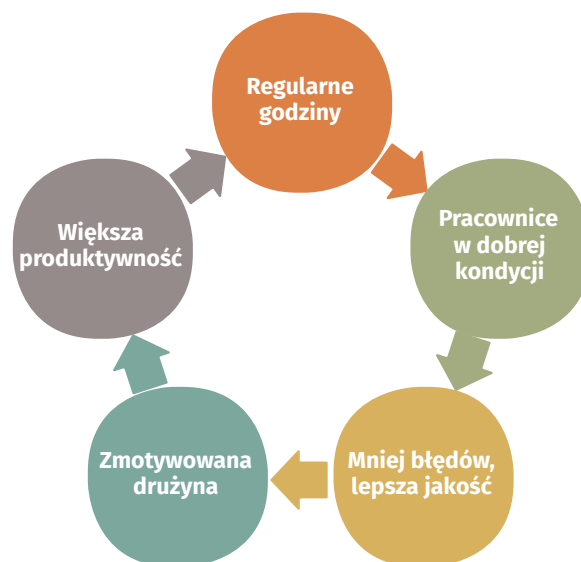 Regularne
godziny
Pracownice
w dobrej
kondycji
Mniej błędów,
lepsza jakość
Zmotywowana
drużyna
Większa
produktywność